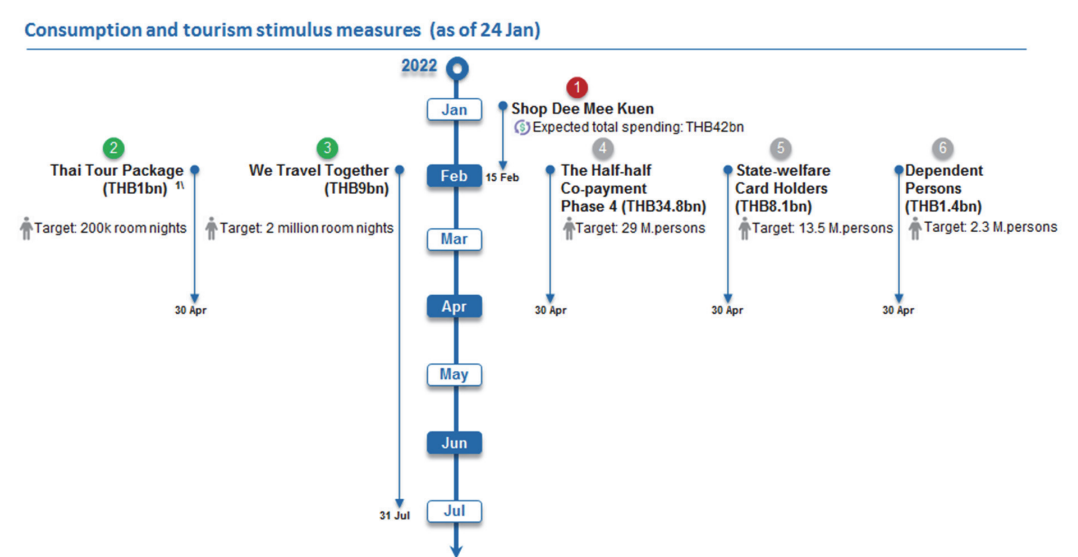 Consumption and tourism stimulus measures (as of 24 Jan)
2022
Jan
1
Shop Dee Mee Kuen
Expected total spending: THB42bn
15 Feb
2
Thai Tour Package
(THB1bn) 1\
Target: 200k room nights
30 Apr
3
We Travel Together
(THB9bn)
Target: 2 million room nights
31 Jul
Feb
4
The Half-half
Co-payment
Phase 4 (THB34.8bn)
Target: 29 M.persons
30 Apr
5
State-welfare
Card Holders
(THB8.1bn)
Target: 13.5 M.persons
30 Apr
6
Dependent
Persons
(THB1.4bn)
Target: 2.3 M.persons
30 Apr
Mar
Apr
May
Jun
Jul